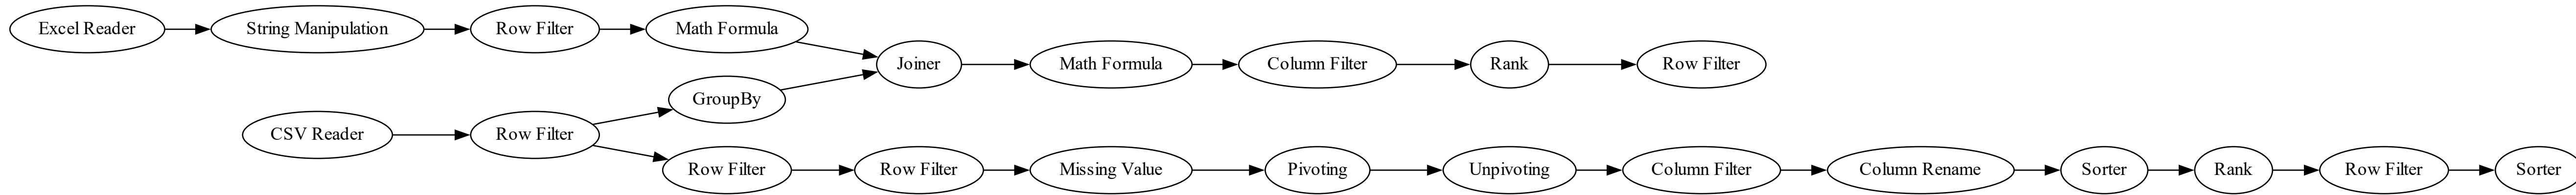 Excel Reader
String Manipulation
Row Filter
Math Formula
Joiner
Math Formula
Column Filter
Rank
Row Filter
GroupBy
CSV Reader
Row Filter
Row Filter
Row Filter
Missing Value
Pivoting
Unpivoting
Column Filter
Column Rename
Sorter
Rank
Row Filter
Sorter